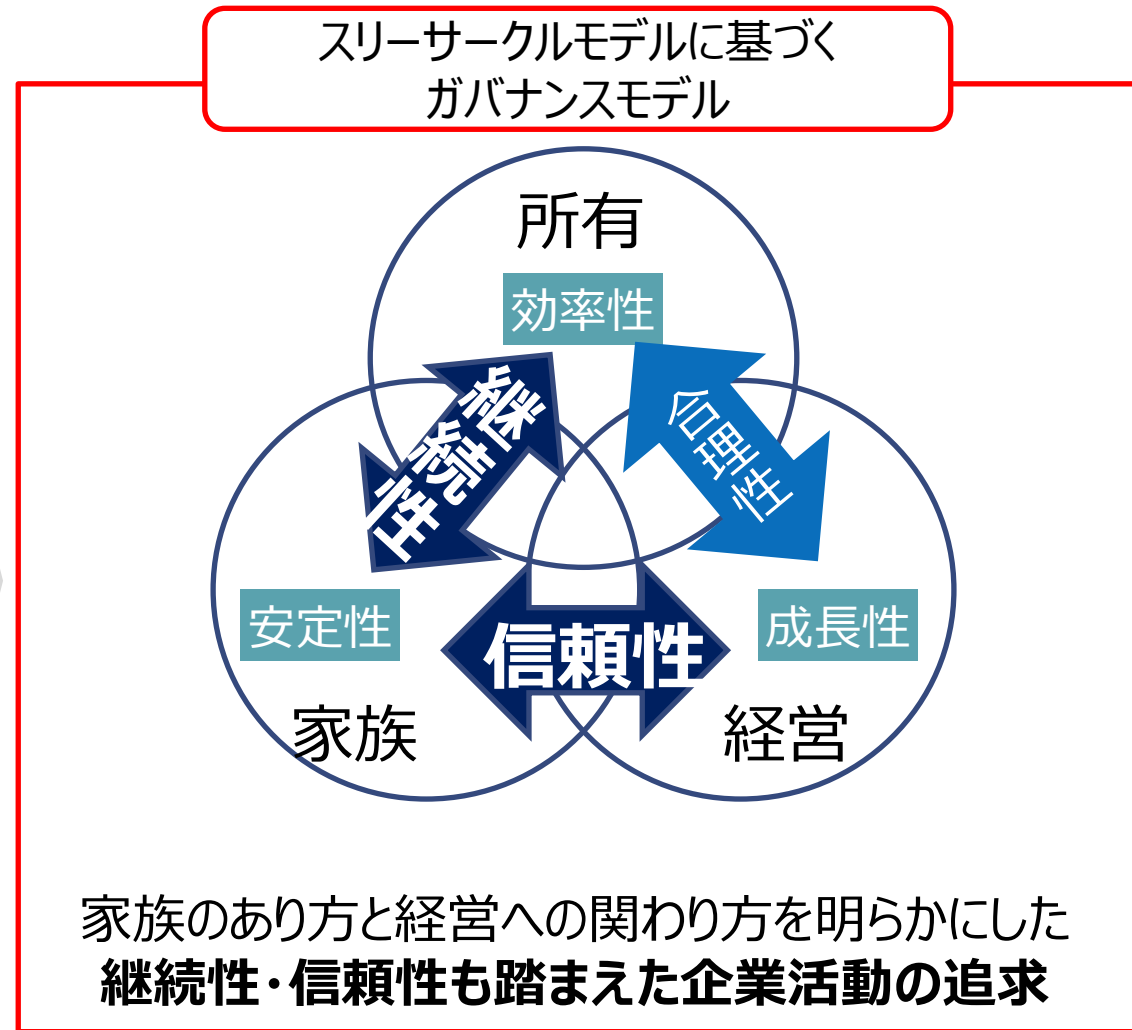 スリーサークルモデルに基づく
ガバナンスモデル
所有
効率性
継続性
合理性
安定性
信頼性
成長性
家族
経営
家族のあり方と経営への関わり方を明らかにした
継続性・信頼性も踏まえた企業活動の追求